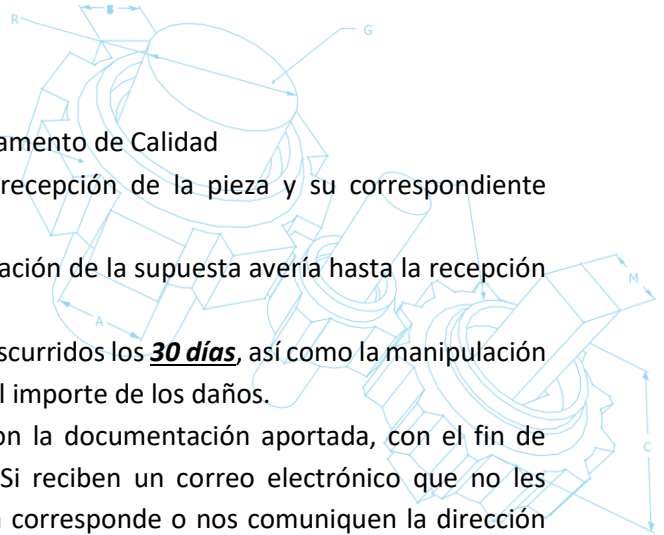 B
R
G
amento de Calidad
recepción de la pieza y su correspondiente
ación de la supuesta avería hasta la recepción
M
A
scurridos los 30 días, así como la manipulación
l importe de los daños.
on la documentación aportada, con el fin de
C
Si reciben un correo electrónico que no les
corresponde o nos comuniquen la dirección